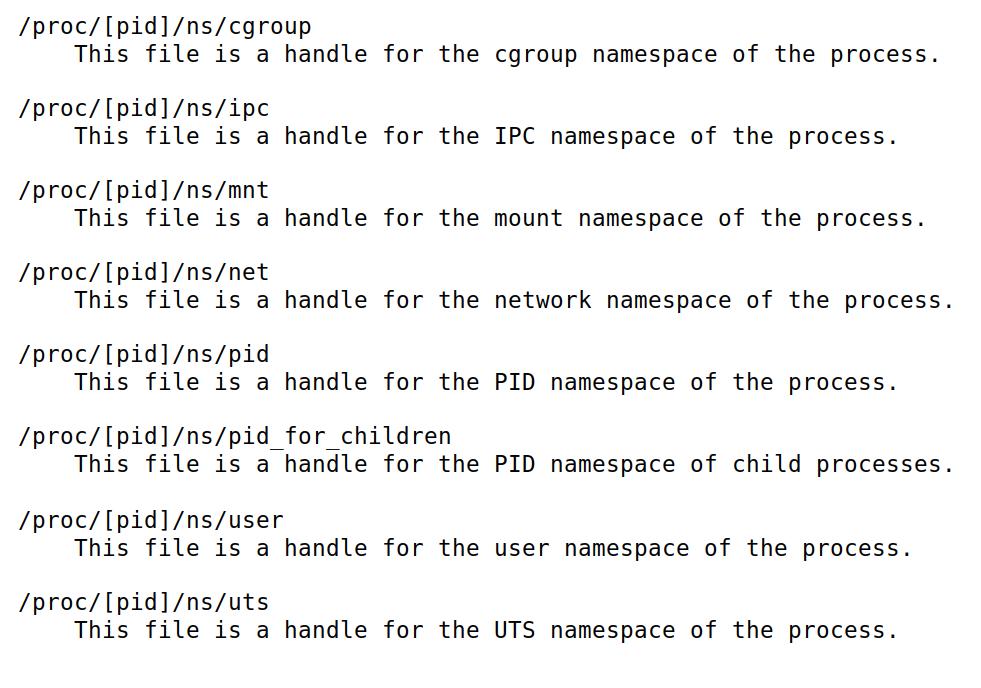 /proc/[pid]/ns/cgroup
This file is a handle for the cgroup namespace of the process.
/proc/[pid]/ns/ipc
This file is a handle for the IPC namespace of the process.
/proc/[pid]/ns/mnt
This file is a handle for the mount namespace of the process.
/proc/[pid]/ns/net
This file is a handle for the network namespace of the process.
/proc/[pid]/ns/pid
This file is a handle for the PID namespace of the process.
/proc/[pid]/ns/pid_for_children
This file is a handle for the PID namespace of child processes.
/proc/[pid]/ns/user
This file is a handle for the user namespace of the process.
/proc/[pid]/ns/uts
This file is a handle for the UTS namespace of the process.